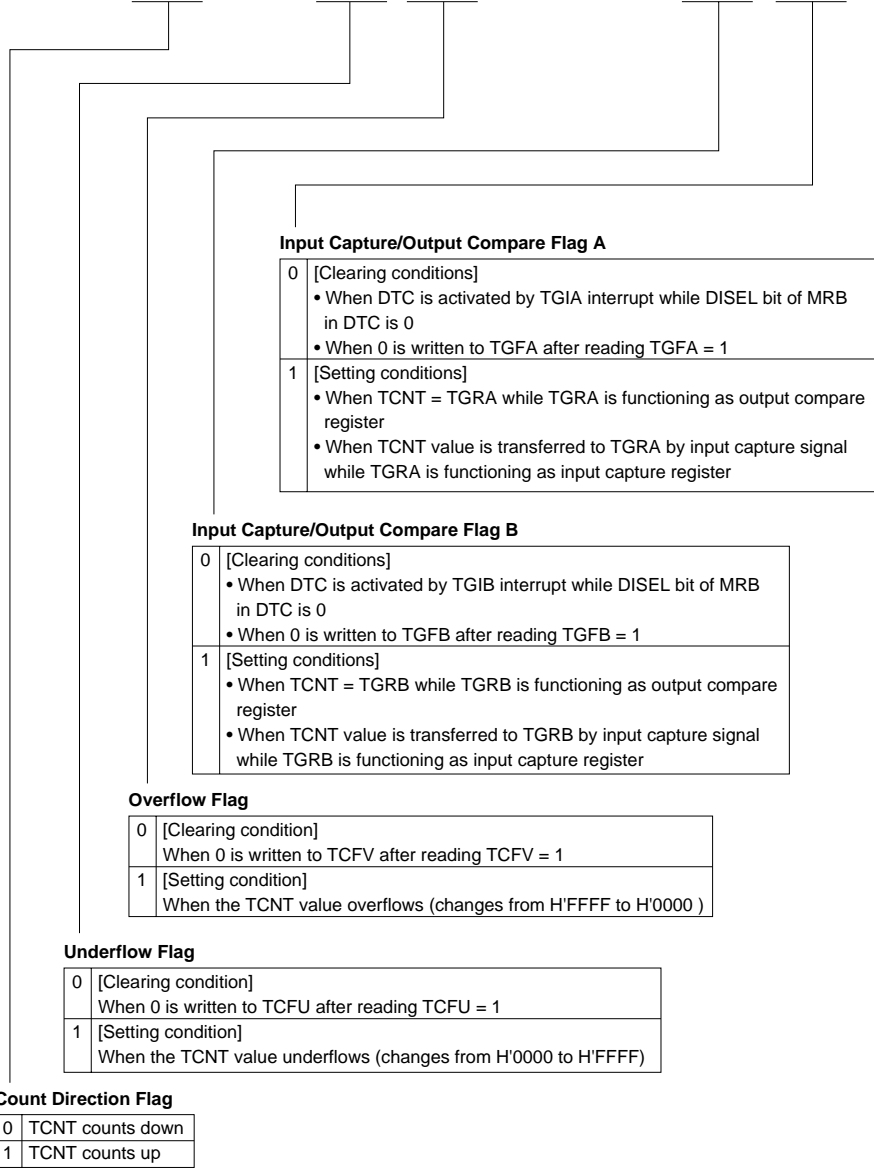 Input Capture/Output Compare Flag A
0 [Clearing conditions]
• When DTC is activated by TGIA interrupt while DISEL bit of MRB
in DTC is 0
• When 0 is written to TGFA after reading TGFA = 1
1 [Setting conditions]
• When TCNT = TGRA while TGRA is functioning as output compare
register
• When TCNT value is transferred to TGRA by input capture signal
while TGRA is functioning as input capture register
Input Capture/Output Compare Flag B
0 [Clearing conditions]
• When DTC is activated by TGIB interrupt while DISEL bit of MRB
in DTC is 0
• When 0 is written to TGFB after reading TGFB = 1
1 [Setting conditions]
• When TCNT = TGRB while TGRB is functioning as output compare
register
• When TCNT value is transferred to TGRB by input capture signal
while TGRB is functioning as input capture register
Overflow Flag
0 [Clearing condition]
When 0 is written to TCFV after reading TCFV = 1
1 [Setting condition]
When the TCNT value overflows (changes from H'FFFF to H'0000 )
Underflow Flag
0 [Clearing condition]
When 0 is written to TCFU after reading TCFU = 1
1 [Setting condition]
When the TCNT value underflows (changes from H'0000 to H'FFFF)
Count Direction Flag
0 TCNT counts down
1 TCNT counts up